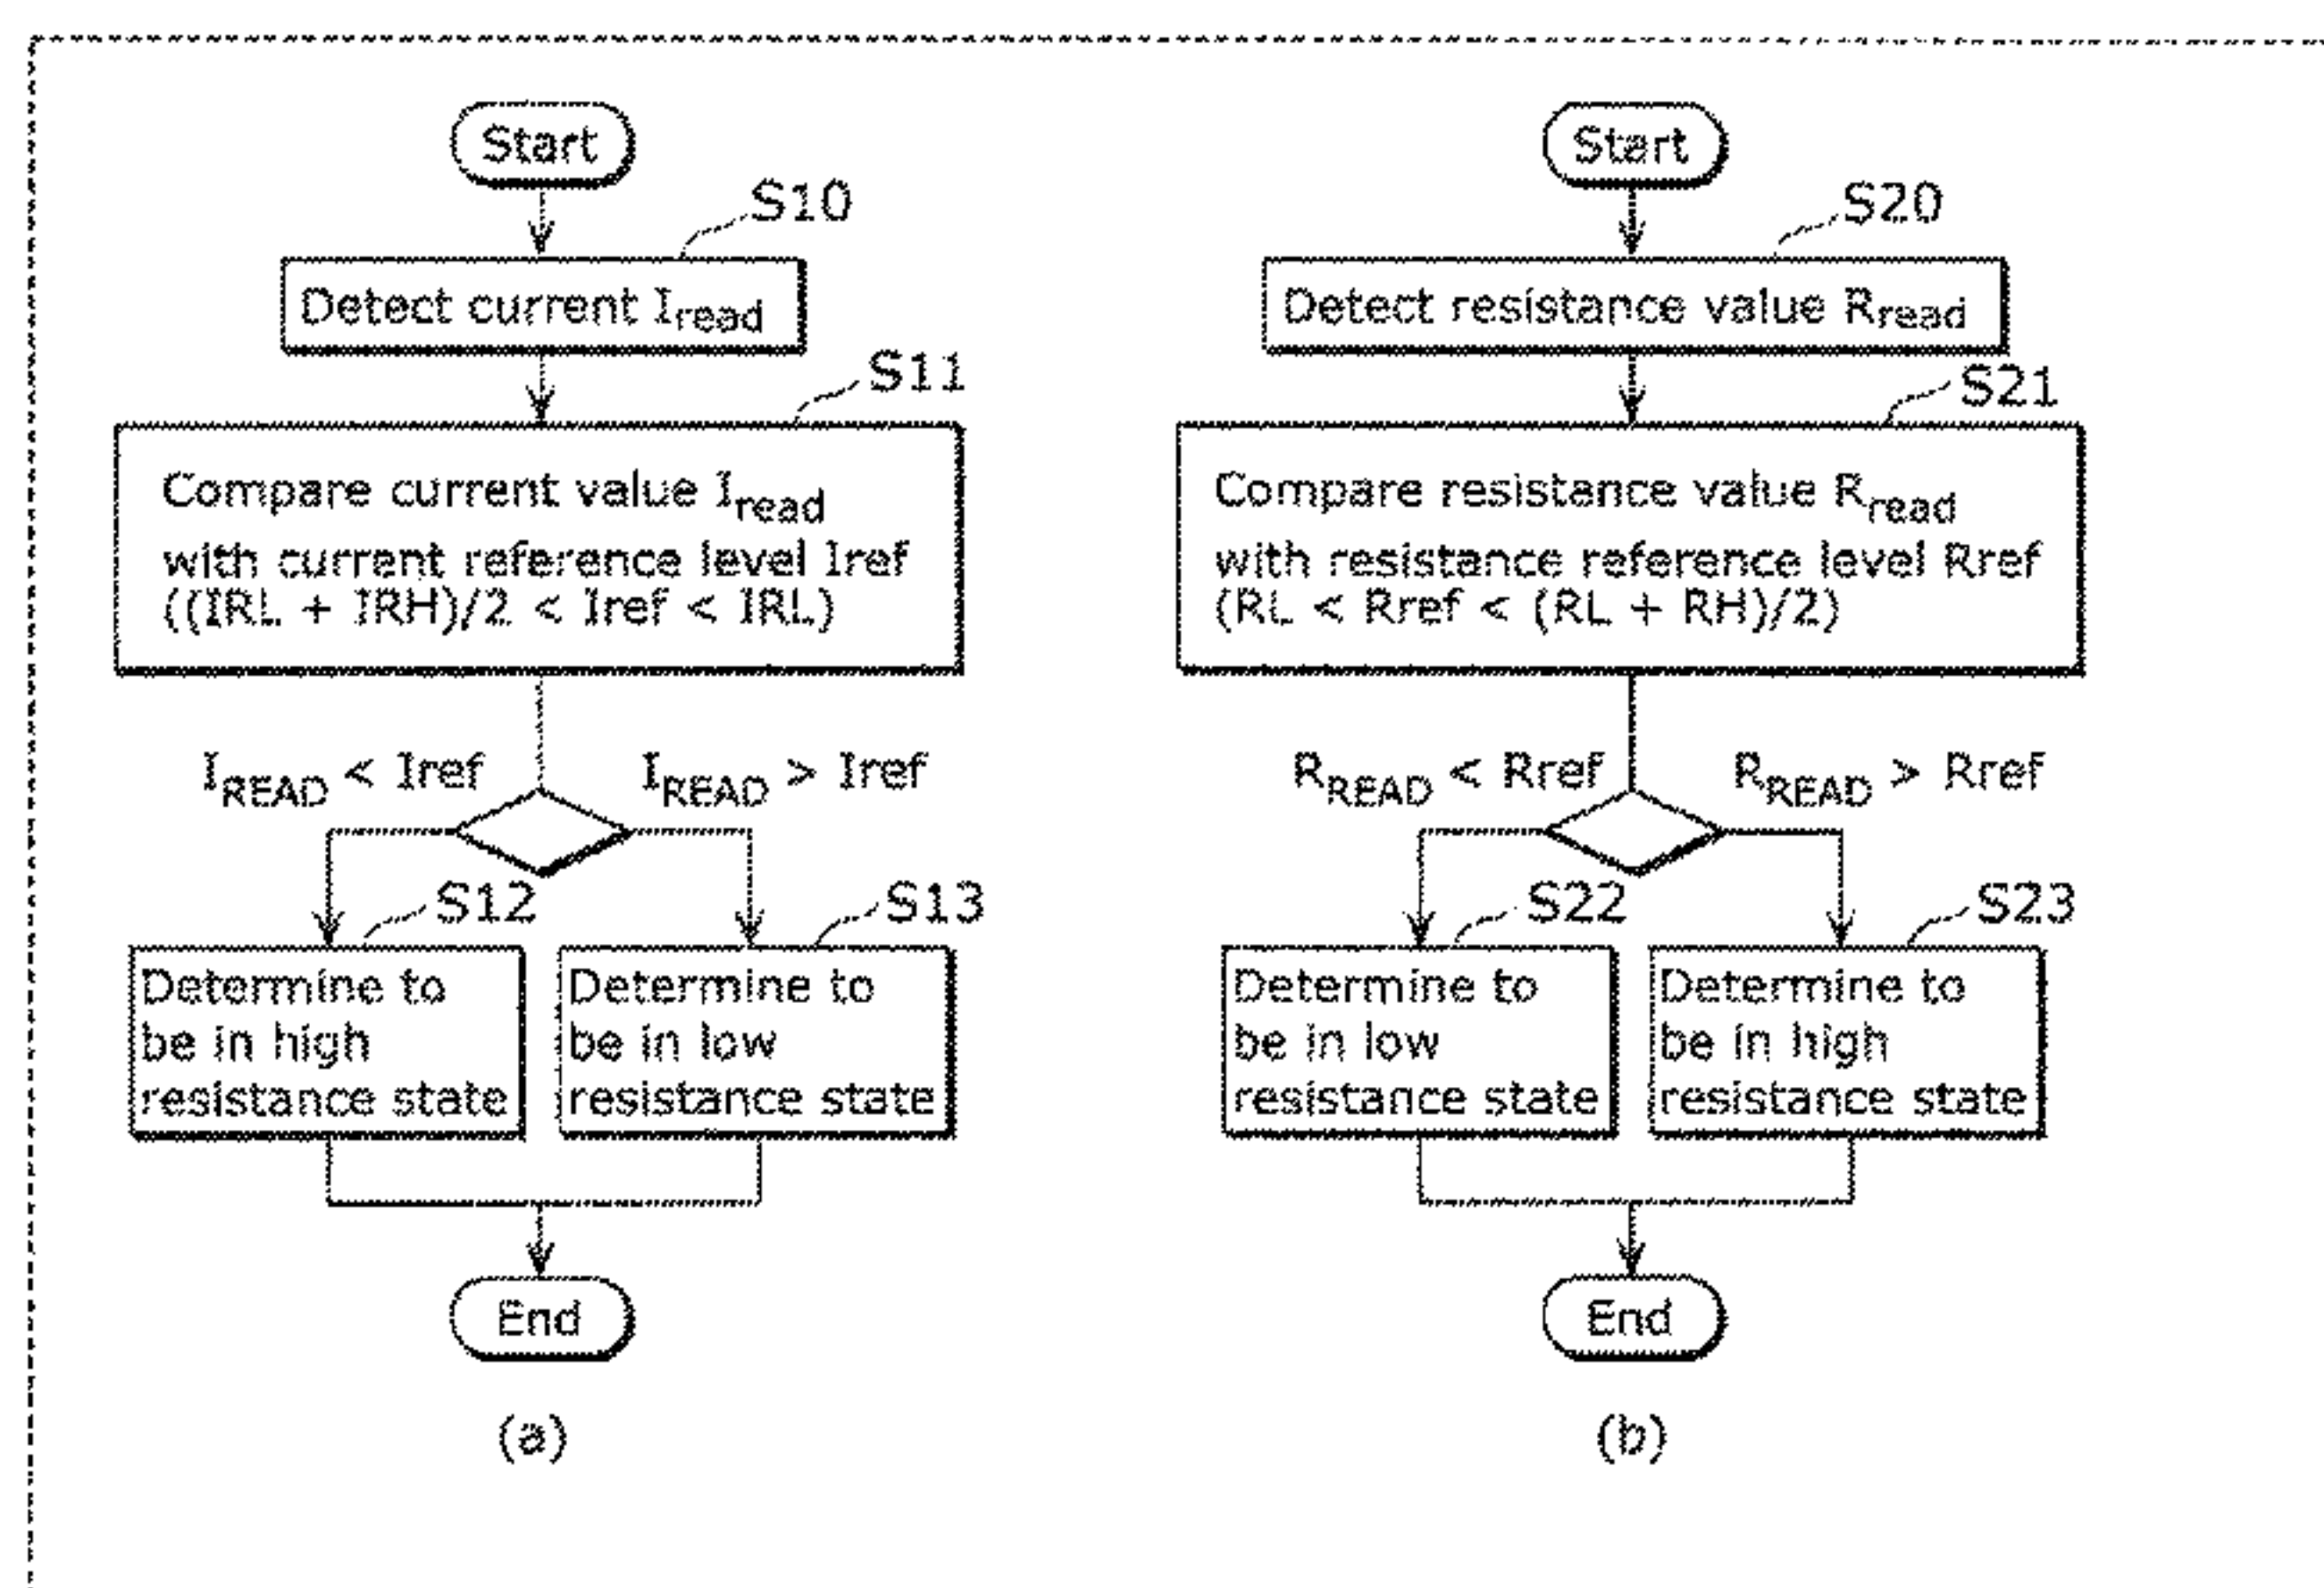 Start
S10
Detect current Iread
S11
Compare current value Iread
with current reference level Iref
((IRL + IRH)/2 < Iref < IRL)
IREAD < Iref
IREAD > Iref
S12
S13
Determine to
be in high
resistance state
Determine to
be in low
resistance state
End
(a)
Start
S20
Detect resistance value Rread
S21
Compare resistance value Rread
with resistance reference level Rref
(RL < Rref < (RL + RH)/2)
RREAD < Rref
RREAD > Rref
S22
S23
Determine to
be in low
resistance state
Determine to
be in high
resistance state
End
(b)